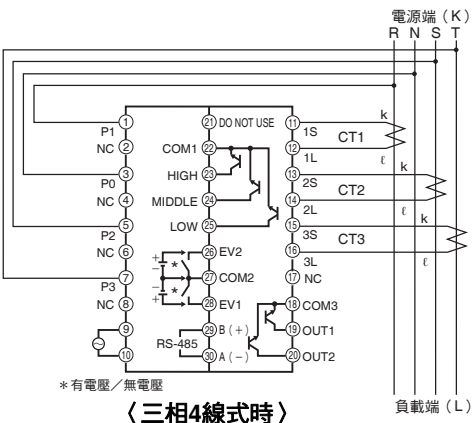 電源端（K）
R N S T
① P1
NC ②
③ P0
NC ④
⑤ P2
NC ⑥
⑦ P3
NC ⑧
⑨
⑩
㉑ DO NOT USE
COM1 ㉒
HIGH ㉓
MIDDLE ㉔
LOW ㉕
＋ － ＊ ㉖ EV2
㉗ COM2
－ ＋ ＊ ㉘ EV1
RS-485
㉙ B（+）
㉚ A（−）
⑪ 1S
⑫ 1L
k CT1 ℓ
⑬ 2S
⑭ 2L
k CT2 ℓ
⑮ 3S
⑯ 3L
k CT3 ℓ
⑰ NC
⑱ COM3
⑲ OUT1
⑳ OUT2
＊有電壓／無電壓
負載端（L）
〈三相4線式時〉